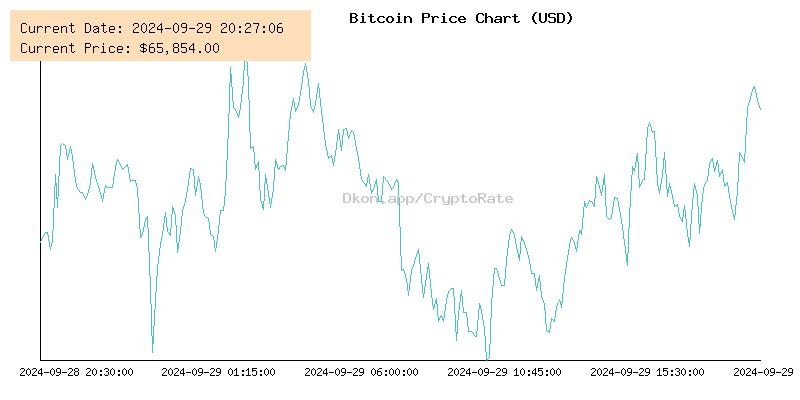 Bitcoin Price Chart (USD)
Current Date: 2024-09-29 20:27:06
Current Price: $65,854.00
Dkont.app/CryptoRate
2024-09-28 20:30:00 2024-09-29 01:15:00 2024-09-29 06:00:00 2024-09-29 10:45:00 2024-09-29 15:30:00 2024-09-29